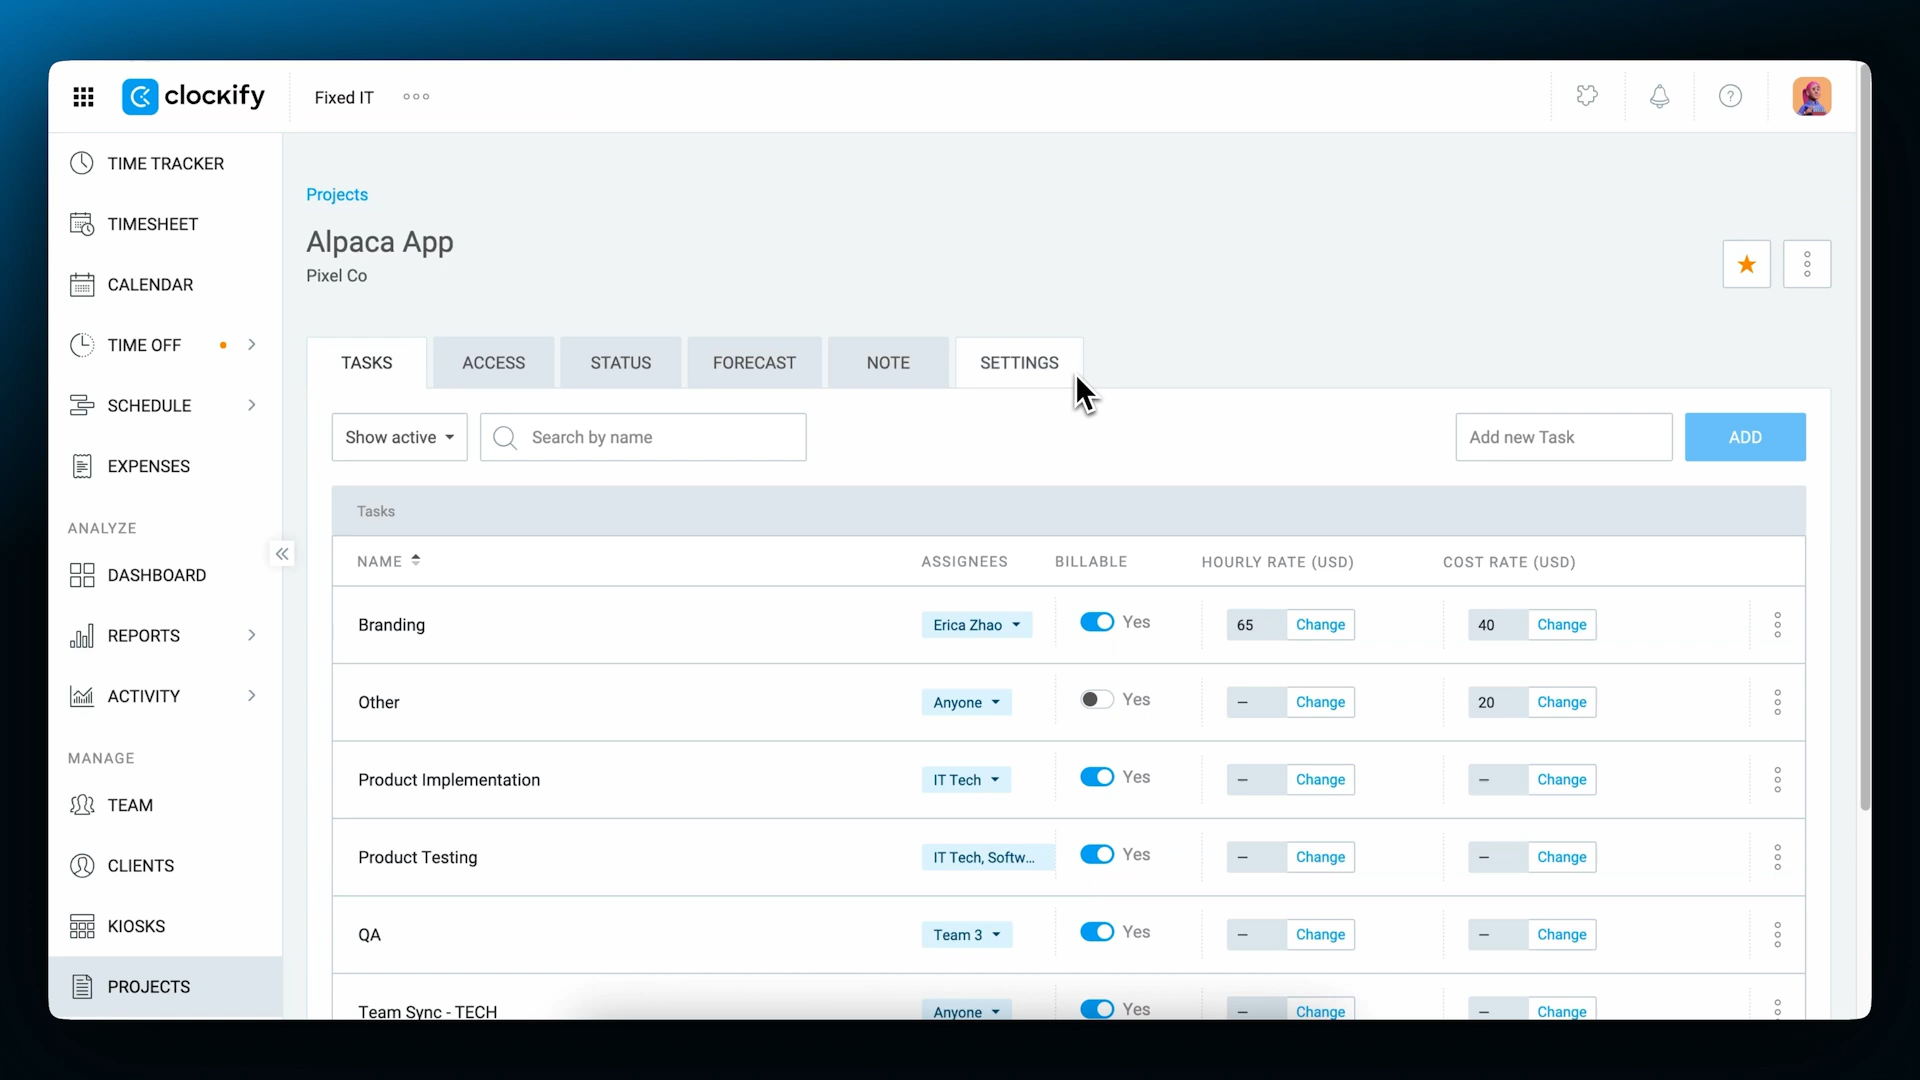 clockify
Fixed IT
TIME TRACKER
TIMESHEET
CALENDAR
TIME OFF
SCHEDULE
EXPENSES
ANALYZE
DASHBOARD
REPORTS
ACTIVITY
MANAGE
TEAM
CLIENTS
KIOSKS
PROJECTS
Projects
Alpaca App
Pixel Co
TASKS ACCESS STATUS FORECAST NOTE SETTINGS
Show active Search by name Add new Task ADD
Tasks
NAME ASSIGNEES BILLABLE HOURLY RATE (USD) COST RATE (USD)
Branding Erica Zhao Yes 65 Change 40 Change
Other Anyone Yes – Change 20 Change
Product Implementation IT Tech Yes – Change – Change
Product Testing IT Tech, Softw... Yes – Change – Change
QA Team 3 Yes – Change – Change
Team Sync - TECH Anyone Yes – Change – Change